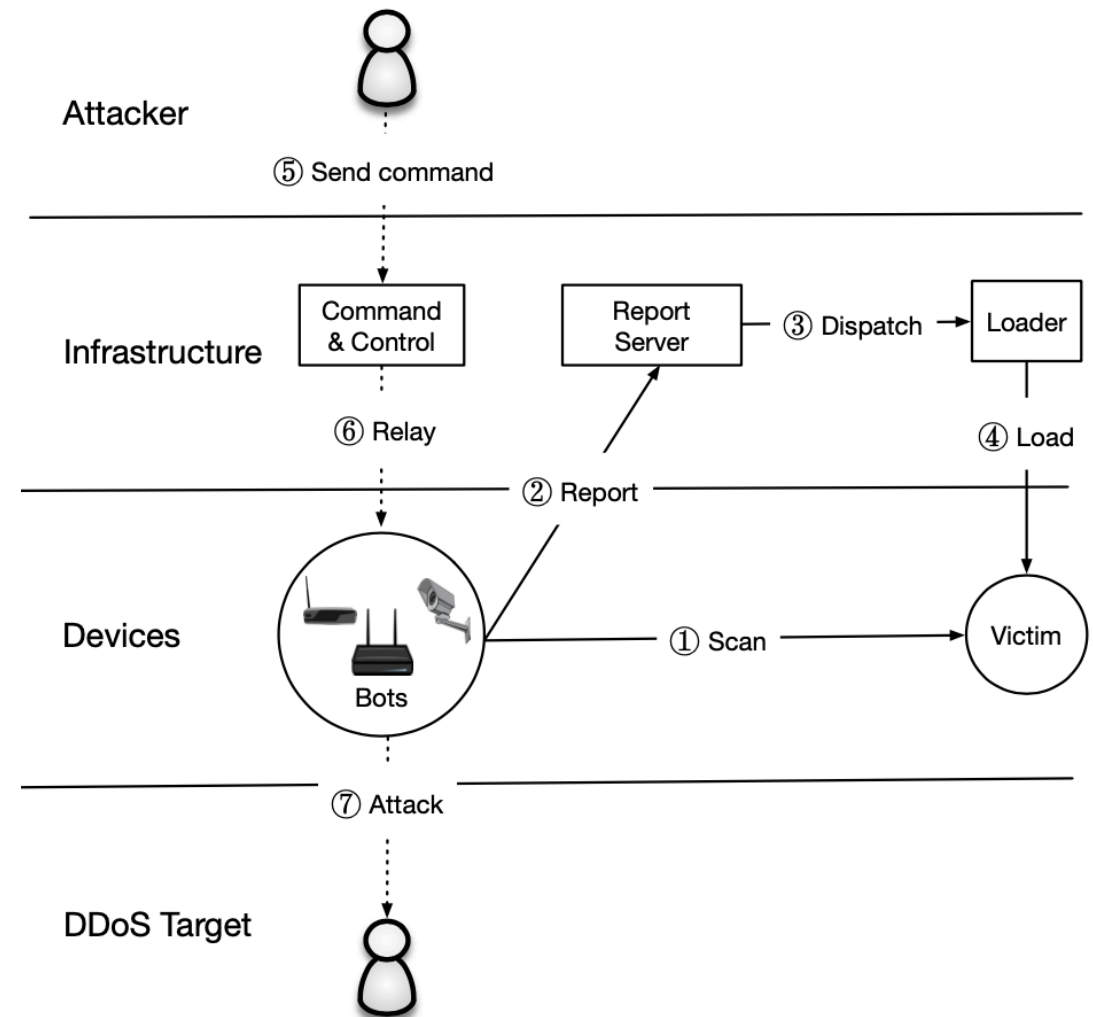 Attacker
⑤ Send command
Infrastructure
Command
& Control
Report
Server
③ Dispatch
Loader
⑥ Relay
④ Load
② Report
Devices
Bots
① Scan
Victim
⑦ Attack
DDoS Target